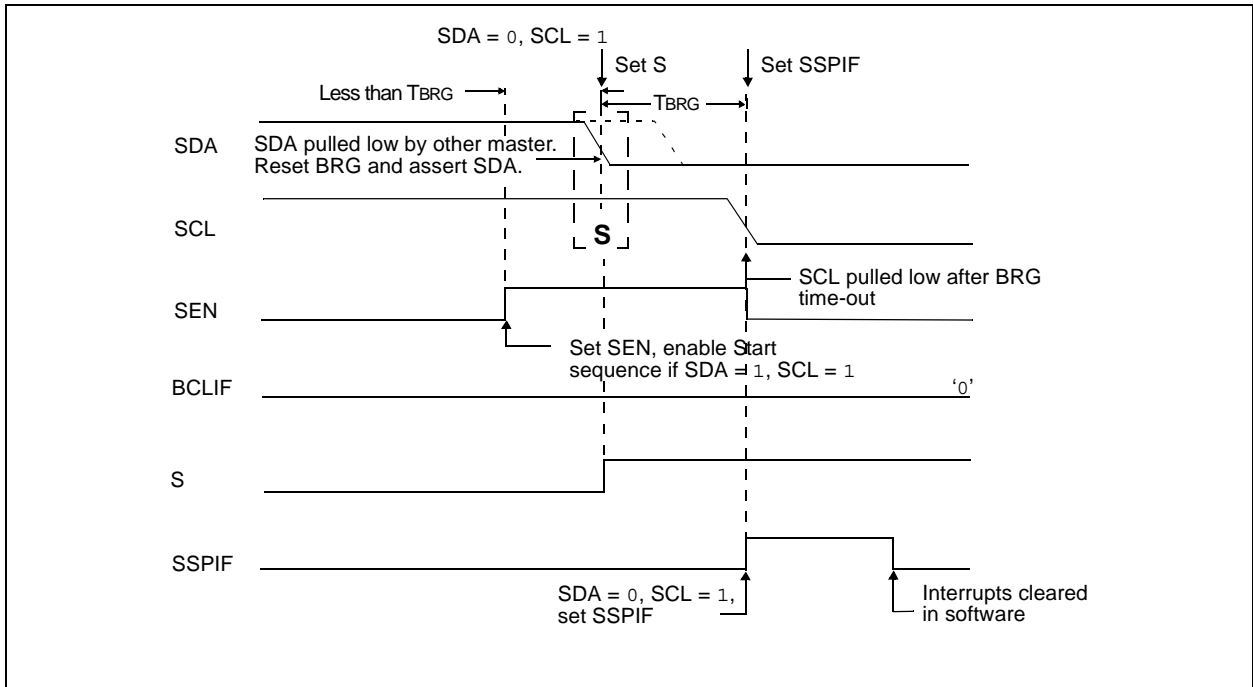 SDA = 0, SCL = 1
Set S
Set SSPIF
Less than TBRG
TBRG
SDA
SDA pulled low by other master.
Reset BRG and assert SDA.
SCL
S
SCL pulled low after BRG
time-out
SEN
Set SEN, enable Start
sequence if SDA = 1, SCL = 1
BCLIF
‘0’
S
SSPIF
SDA = 0, SCL = 1,
set SSPIF
Interrupts cleared
in software